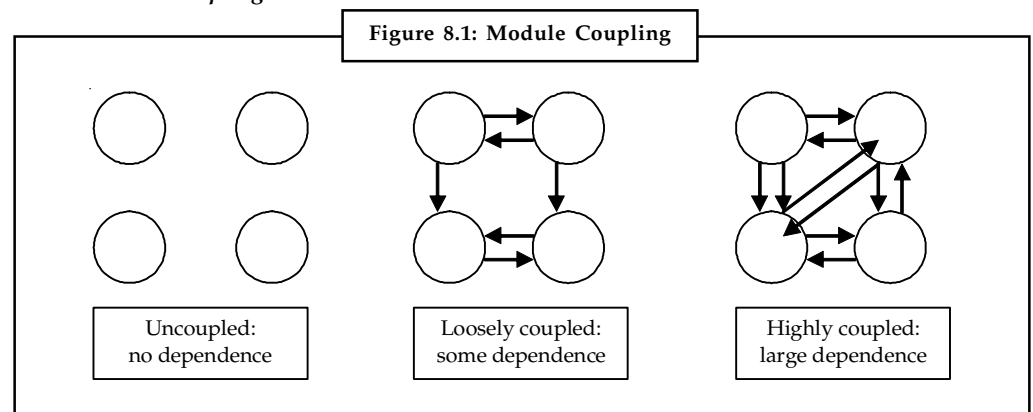 Figure 8.1: Module Coupling
Uncoupled:
no dependence
Loosely coupled:
some dependence
Highly coupled:
large dependence